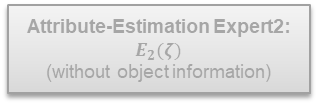 Attribute-Estimation Expert2:
E₂(ζ)
(without object information)